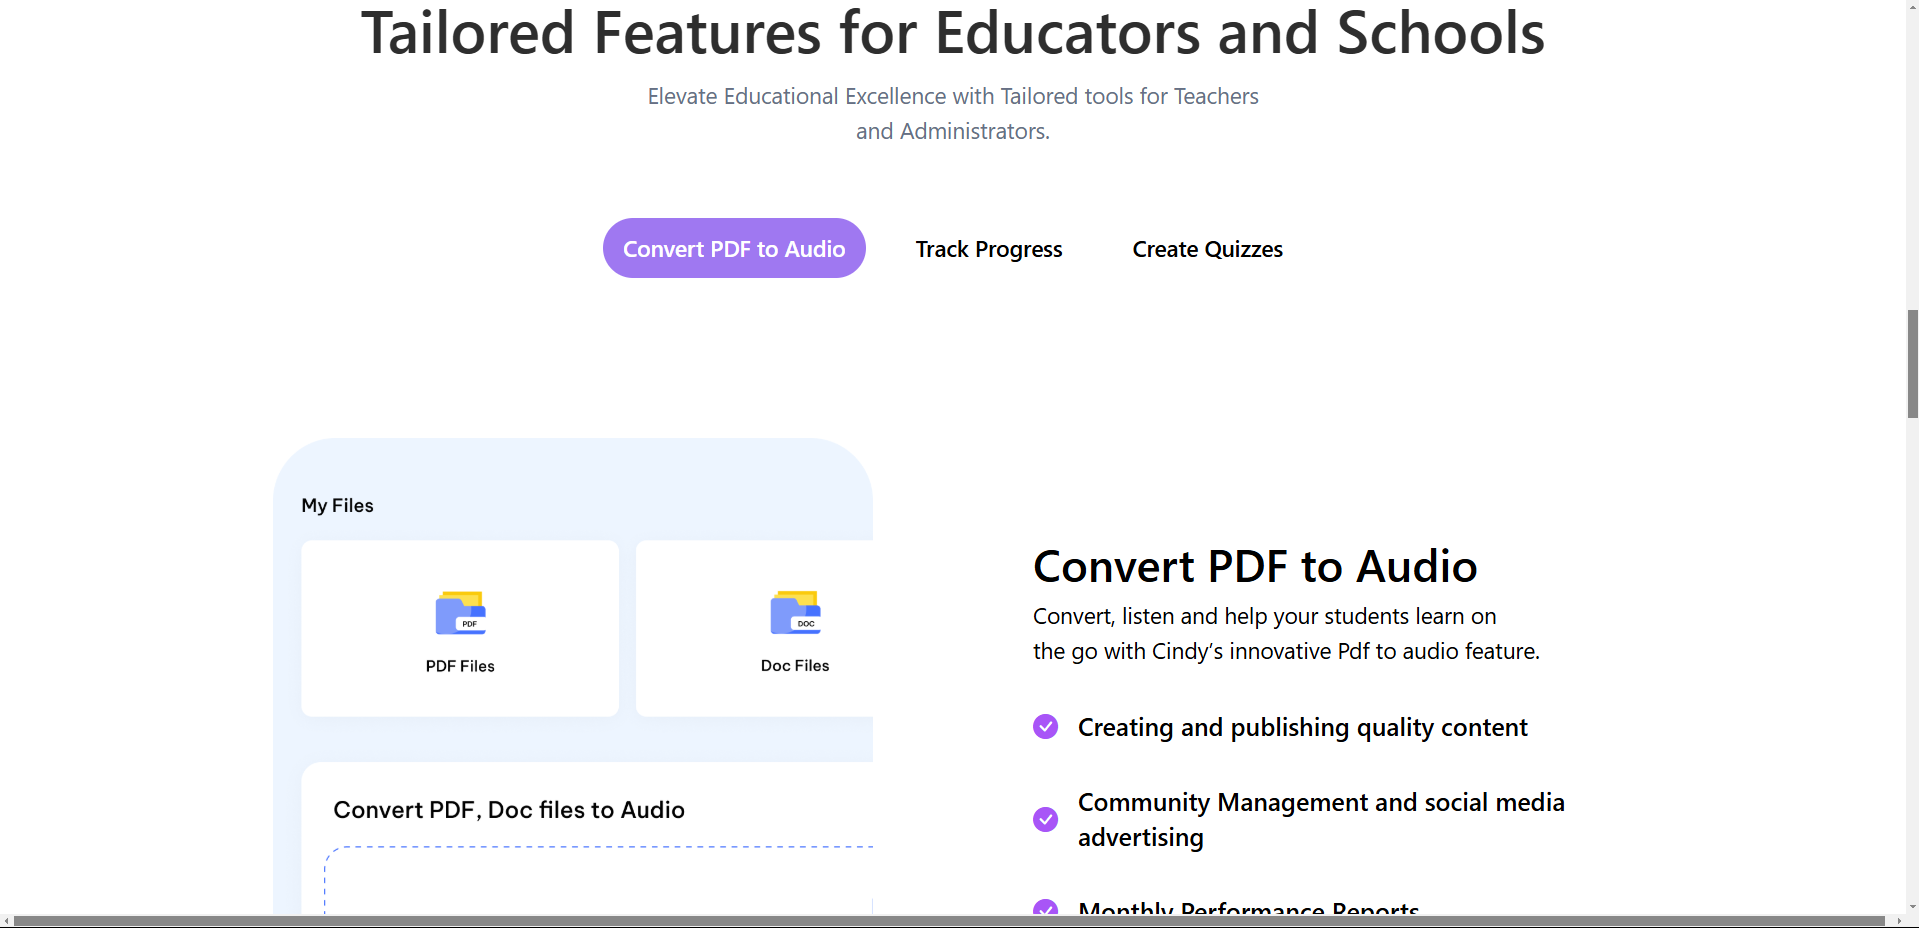 Tailored Features for Educators and Schools
Elevate Educational Excellence with Tailored tools for Teachers
and Administrators.
Convert PDF to Audio
Track Progress
Create Quizzes
My Files
PDF
DOC
PDF Files
Doc Files
Convert PDF, Doc files to Audio
Convert PDF to Audio
Convert, listen and help your students learn on
the go with Cindy’s innovative Pdf to audio feature.
Creating and publishing quality content
Community Management and social media
advertising
Monthly Performance Reports